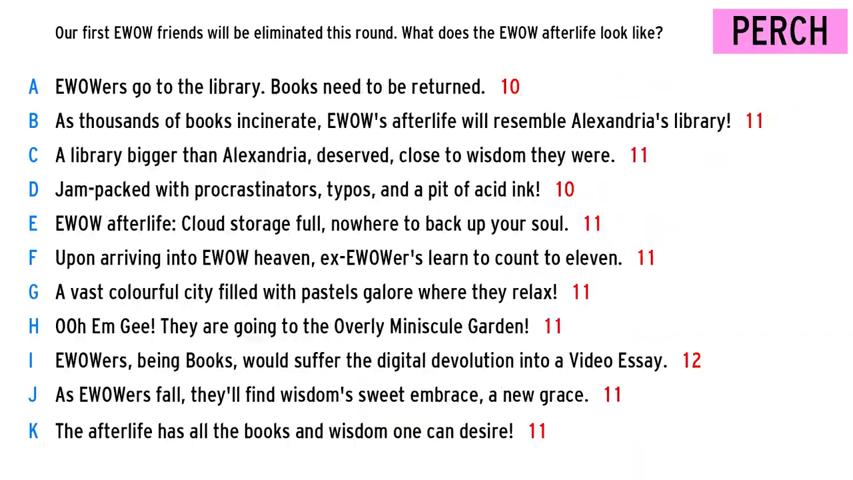 Our first EWOW friends will be eliminated this round. What does the EWOW afterlife look like?
PERCH
A EWOWers go to the library. Books need to be returned. 10
B As thousands of books incinerate, EWOW's afterlife will resemble Alexandria's library! 11
C A library bigger than Alexandria, deserved, close to wisdom they were. 11
D Jam-packed with procrastinators, typos, and a pit of acid ink! 10
E EWOW afterlife: Cloud storage full, nowhere to back up your soul. 11
F Upon arriving into EWOW heaven, ex-EWOWer's learn to count to eleven. 11
G A vast colourful city filled with pastels galore where they relax! 11
H OOh Em Gee! They are going to the Overly Miniscule Garden! 11
I EWOWers, being Books, would suffer the digital devolution into a Video Essay. 12
J As EWOWers fall, they'll find wisdom's sweet embrace, a new grace. 11
K The afterlife has all the books and wisdom one can desire! 11